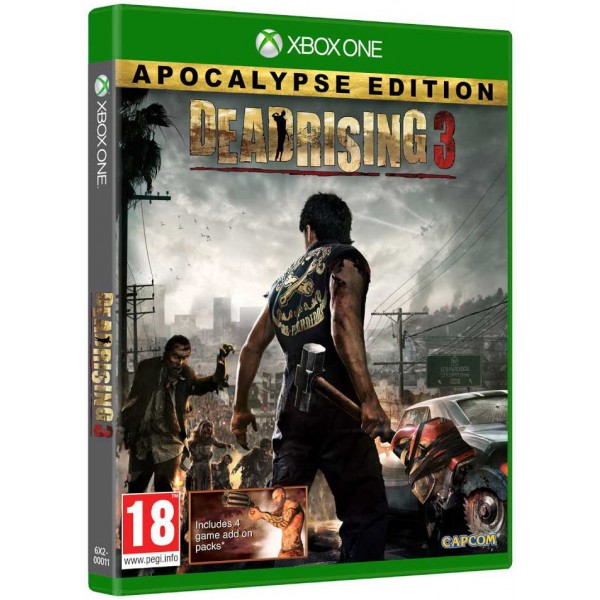 XBOX ONE
APOCALYPSE EDITION
DEADRISING 3
XBOX ONE
DEADRISING 3
6X2-
00011
18
www.pegi.info
Includes 4
game add on
packs*
CAPCOM